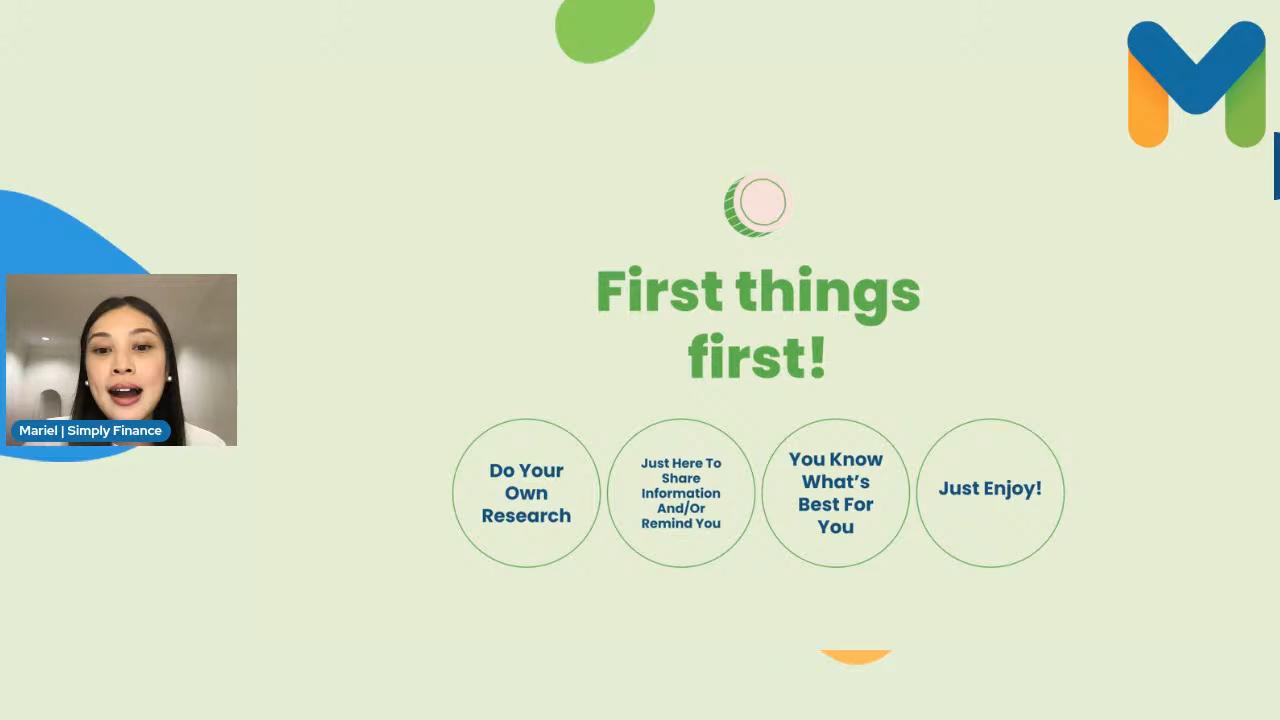 First things
first!
Do Your
Own
Research
Just Here To
Share
Information
And/Or
Remind You
You Know
What's
Best For
You
Just Enjoy!
Mariel | Simply Finance